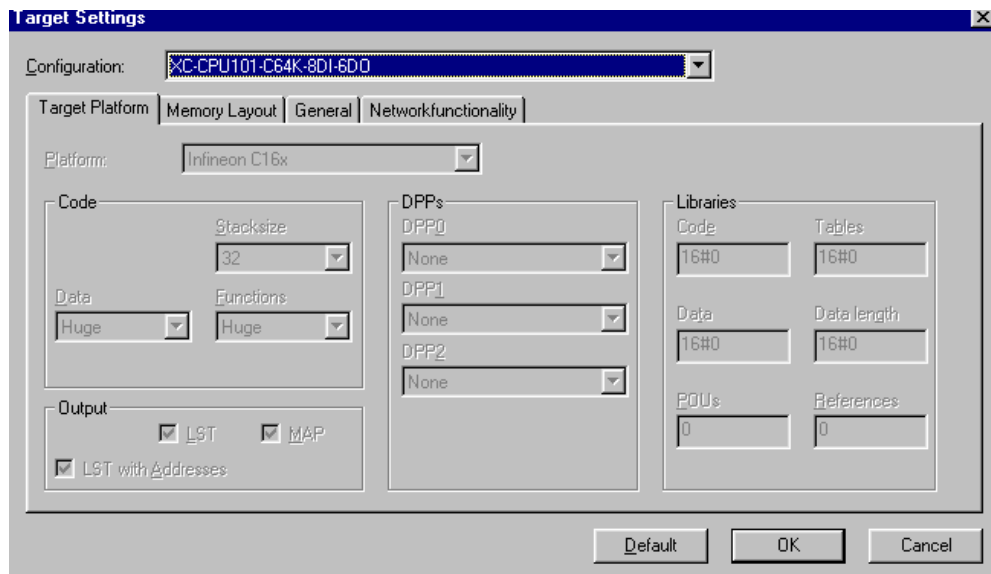 Target Settings
Configuration: XC-CPU101-C64K-8DI-6DO
Target Platform Memory Layout General Networkfunctionality
Platform: Infineon C16x
Code
Stacksize
32
Data Functions
Huge Huge
Output
LST MAP
LST with Addresses
DPPs
DPP0
None
DPP1
None
DPP2
None
Libraries
Code Tables
16#0 16#0
Data Data length
16#0 16#0
POUs References
0 0
Default OK Cancel